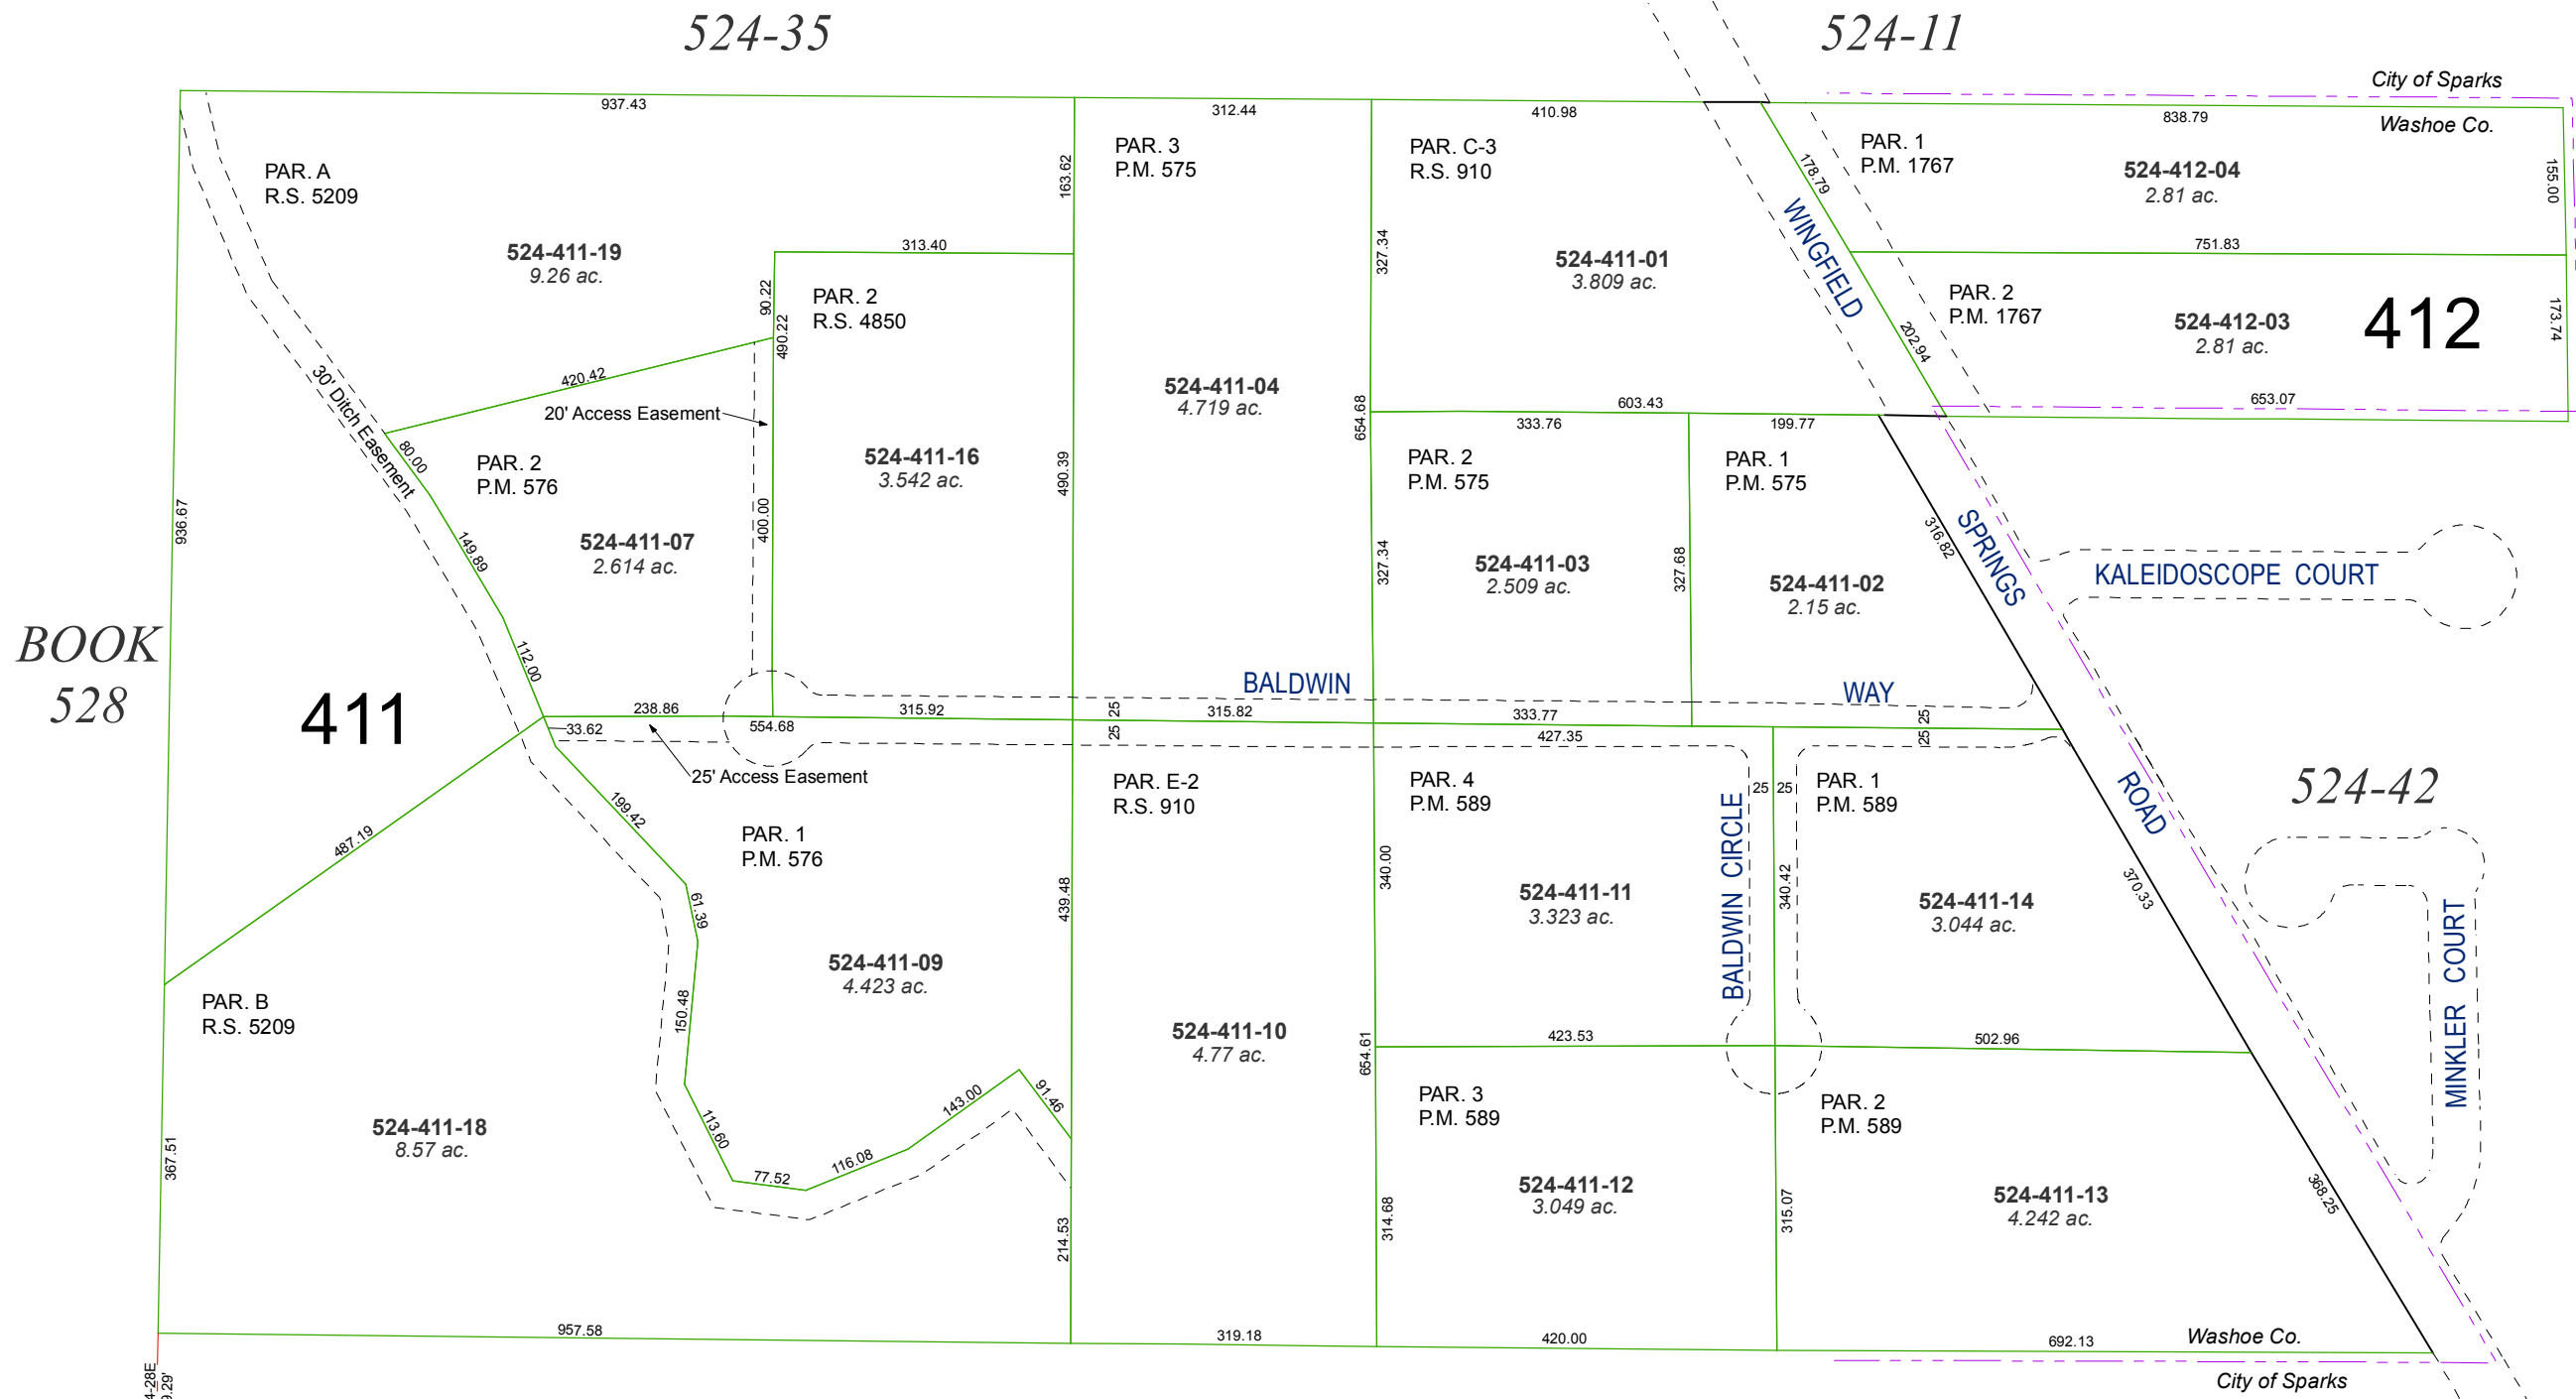 524-35
524-11
City of Sparks
937.43
312.44
410.98
838.79
Washoe Co.
PAR. A
R.S. 5209
163.62
PAR. 3
P.M. 575
PAR. C-3
R.S. 910
178.79
PAR. 1
P.M. 1767
524-412-04
2.81 ac.
155.00
524-411-19
9.26 ac.
313.40
327.34
524-411-01
3.809 ac.
WINGFIELD
751.83
90.22
490.22
PAR. 2
R.S. 4850
202.94
PAR. 2
P.M. 1767
524-412-03
2.81 ac.
412
173.74
420.42
20' Access Easement
30' Ditch Easement
80.00
524-411-04
4.719 ac.
654.68
603.43
333.76
199.77
653.07
PAR. 2
P.M. 576
524-411-16
3.542 ac.
490.39
PAR. 2
P.M. 575
PAR. 1
P.M. 575
936.67
149.89
400.00
524-411-07
2.614 ac.
327.34
524-411-03
2.509 ac.
327.68
524-411-02
2.15 ac.
316.82
SPRINGS
KALEIDOSCOPE COURT
BOOK
528
411
112.00
BALDWIN
WAY
238.86
315.92
25
315.82
333.77
25
33.62
554.68
25
427.35
25
25' Access Easement
PAR. E-2
R.S. 910
PAR. 4
P.M. 589
25
25
PAR. 1
P.M. 589
ROAD
524-42
487.19
199.42
PAR. 1
P.M. 576
61.39
439.48
340.00
524-411-11
3.323 ac.
BALDWIN CIRCLE
340.42
524-411-14
3.044 ac.
370.33
MINKLER COURT
PAR. B
R.S. 5209
150.48
524-411-09
4.423 ac.
524-411-10
4.77 ac.
654.61
423.53
502.96
113.60
77.52
116.08
143.00
91.46
PAR. 3
P.M. 589
PAR. 2
P.M. 589
367.51
524-411-18
8.57 ac.
214.53
314.68
524-411-12
3.049 ac.
315.07
524-411-13
4.242 ac.
368.25
957.58
319.18
420.00
692.13
Washoe Co.
City of Sparks
4-28E
9.29'